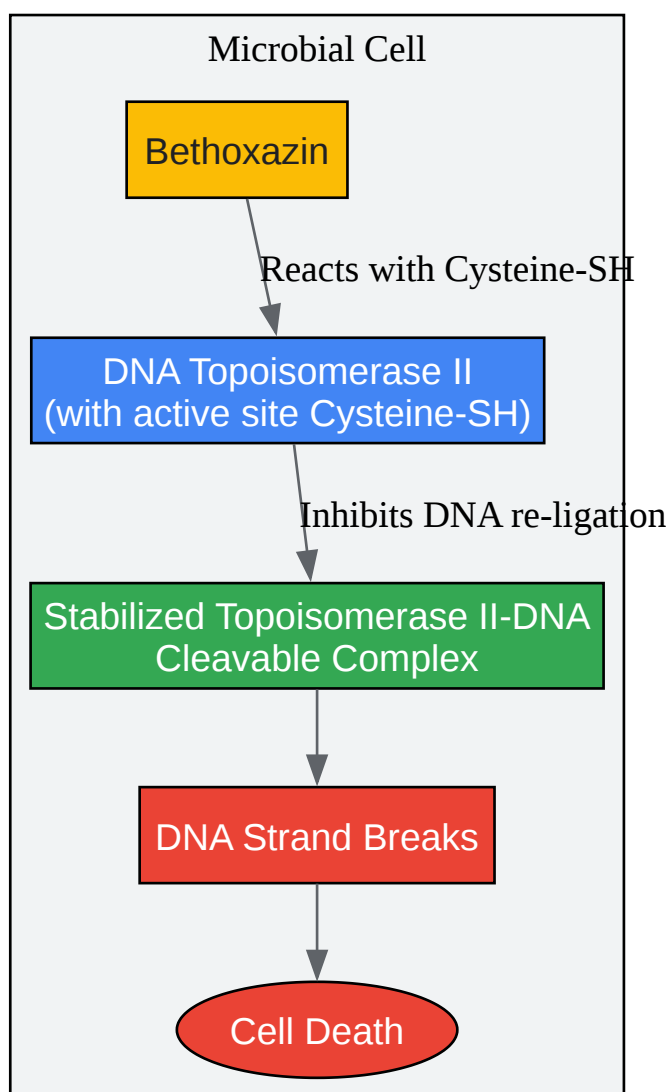 Microbial Cell
Bethoxazin
Reacts with Cysteine-SH
DNA Topoisomerase II
(with active site Cysteine-SH)
Inhibits DNA re-ligation
Stabilized Topoisomerase II-DNA
Cleavable Complex
DNA Strand Breaks
Cell Death